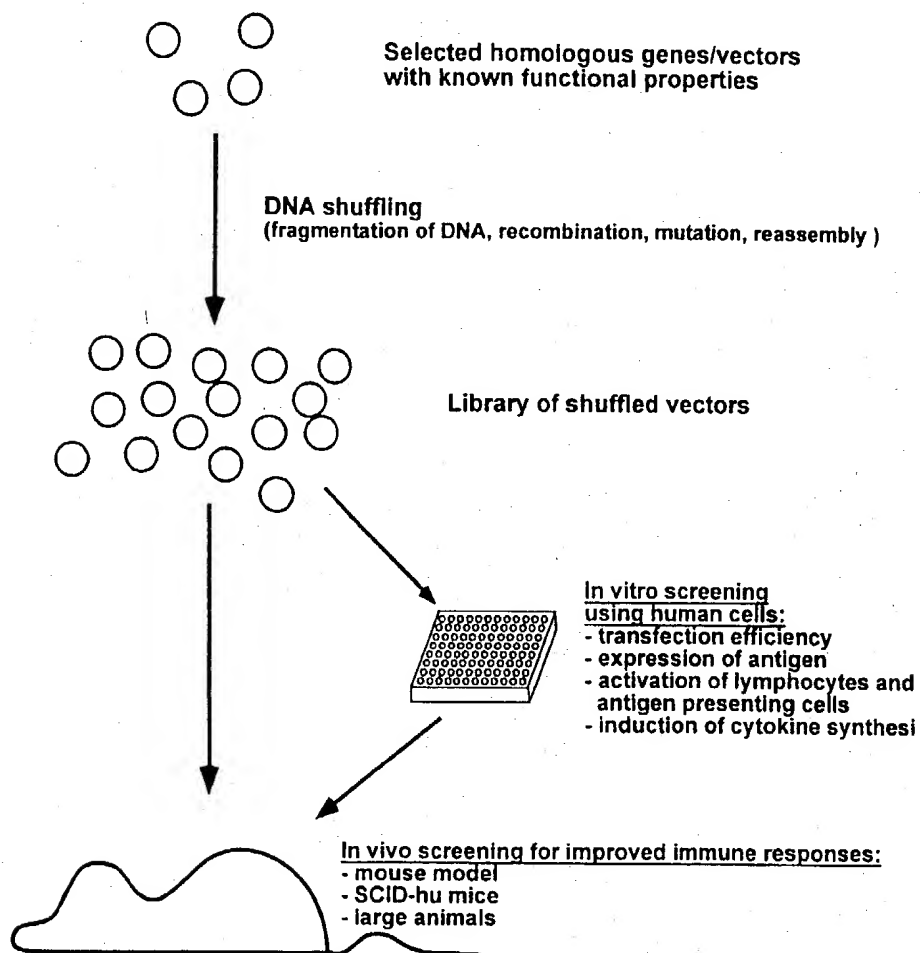 Selected homologous genes/vectors
with known functional properties
DNA shuffling
(fragmentation of DNA, recombination, mutation, reassembly )
Library of shuffled vectors
In vitro screening
using human cells:
- transfection efficiency
- expression of antigen
- activation of lymphocytes and
antigen presenting cells
- induction of cytokine synthesi
In vivo screening for improved immune responses:
- mouse model
- SCID-hu mice
- large animals